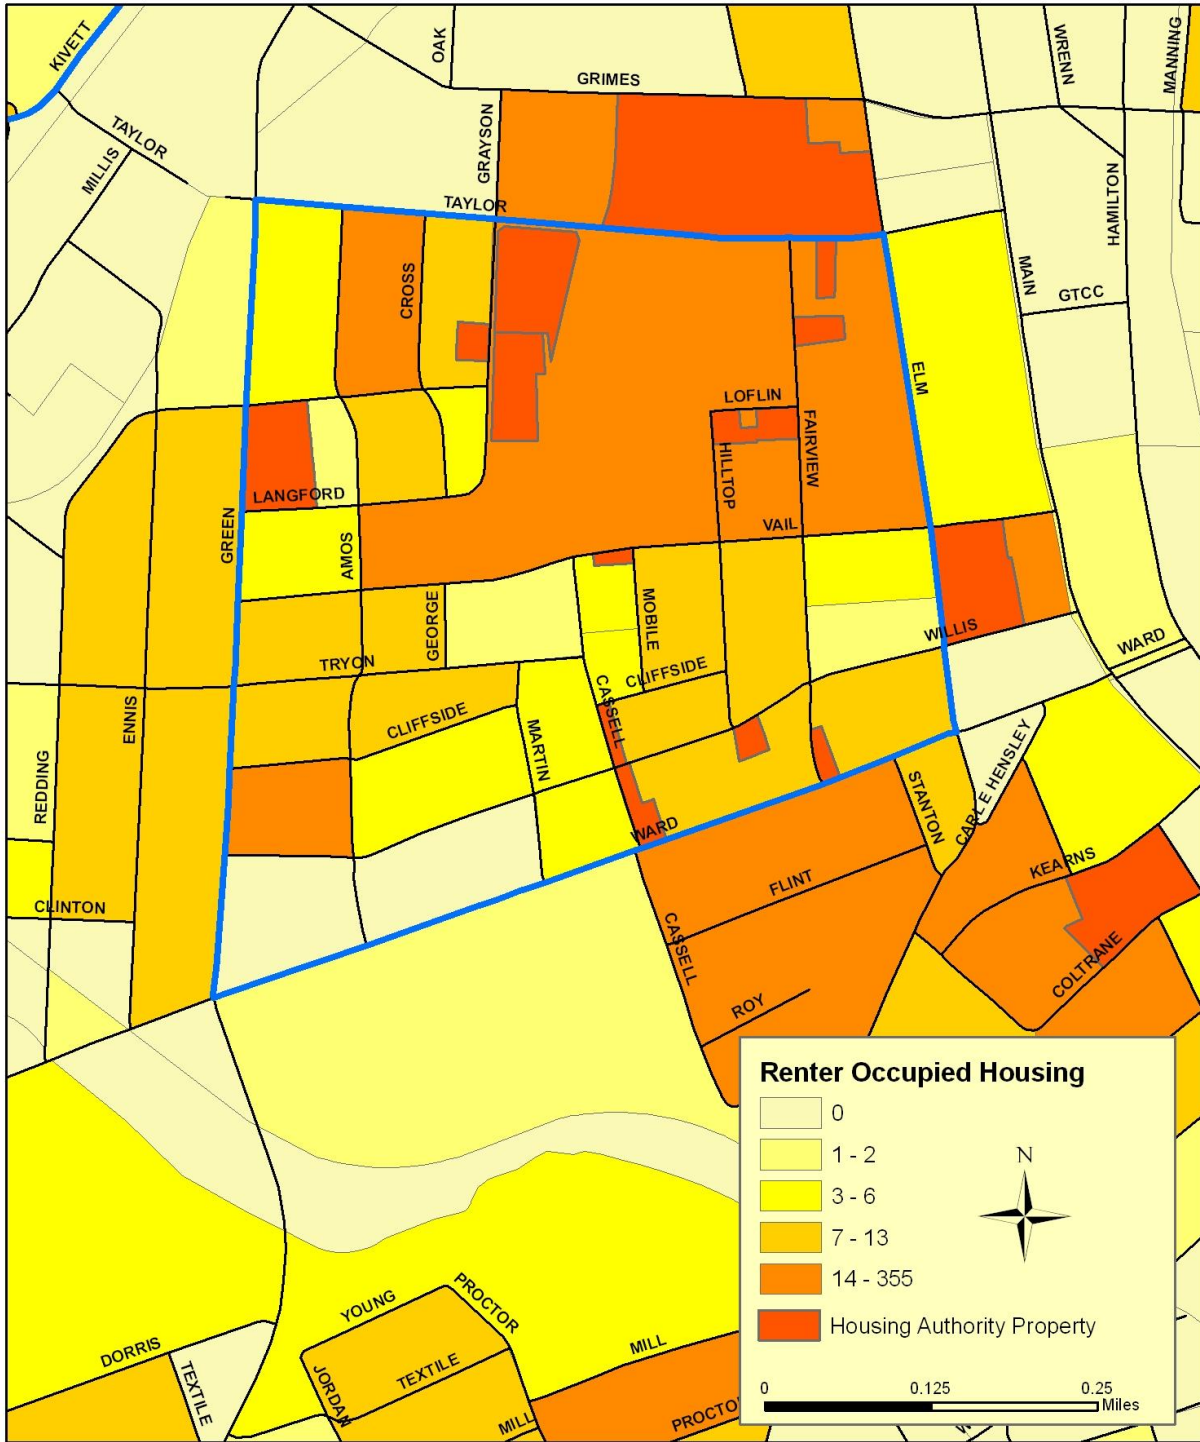 KIVETT
OAK
WRENN
MANNING
GRIMES
TAYLOR
MILLIS
GRAYSON
HAMILTON
TAYLOR
CROSS
MAIN
GTCC
ELM
LOFLIN
FAIRVIEW
HILLTOP
LANGFORD
GREEN
VAIL
AMOS
GEORGE
MOBILE
WILLIS
WARD
TRYON
CLIFFSIDE
ENNIS
CASSELL
CLIFFSIDE
MARTIN
REDDING
STANTON
CARL E HENSLEY
WARD
KEARNS
FLINT
CLINTON
CASSELL
COLTRANE
ROY
Renter Occupied Housing
0
1 - 2
3 - 6
7 - 13
14 - 355
Housing Authority Property
N
0 0.125 0.25
Miles
YOUNG
PROCTOR
DORRIS
TEXTILE
JORDAN
TEXTILE
MILL
MILL